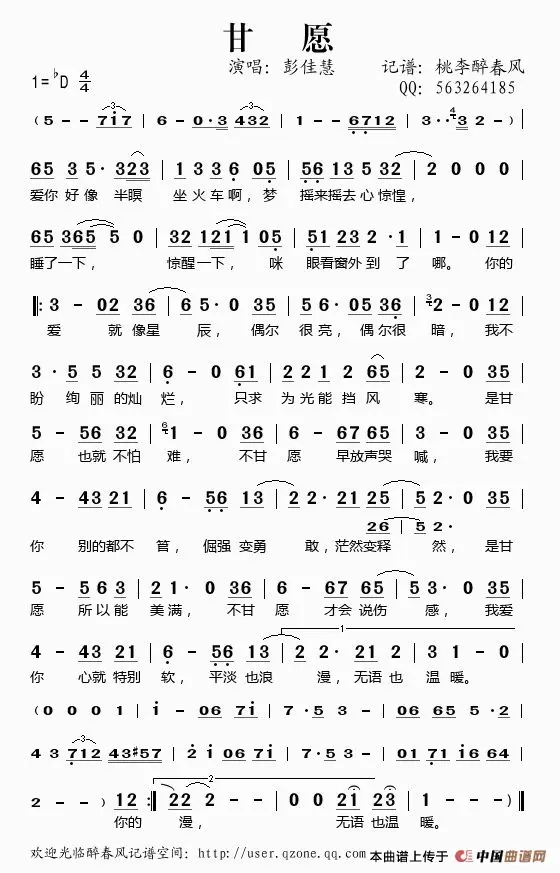 甘 愿
演唱：彭佳慧 记谱：桃李醉春风
1=♭D 4/4 QQ：563264185
( 5 - - 7i7 | 6 - 0·3 432 | 1 - - 6712 | 3 · · 3 2 - ) |
65 3 5· 323 | 1 3 3 6 05 | 56 13 5 32 | 2 0 0 0 |
爱你 好 像 半瞑 坐 火 车 啊，梦 摇来摇去 心 惊惶，
65 365 5 0 | 32 121 1 05 | 51 23 2 ·1 | 1 - 0 12 |
睡了一下， 惊醒一下， 咪 眼看窗外 到 了 哪。 你的
‖: 3 - 02 36 | 6 5· 0 35 | 5 6· 05 36 | 2 - 0 12 |
爱 就 像星 辰， 偶尔 很 亮， 偶 尔很 暗， 我不
3 · 5 5 32 | 6 - 0 61 | 2 21 2 65 | 2 - 0 35 |
盼 绚 丽 的灿 烂， 只求 为 光能 挡 风 寒。 是甘
5 - 56 32 | 1 - 0 36 | 6 - 67 65 | 3 - 0 35 |
愿 也就 不怕 难， 不甘 愿 早放声哭 喊， 我要
4 - 43 21 | 6 - 56 13 | 2 2 · 21 25 | 5 2· 0 35 |
26 | 5 2·
你 别的都不 管， 倔强 变勇 敢，茫然变释 然， 是甘
5 - 5 6 3 | 2 1· 0 36 | 6 - 67 65 | 5 6· 0 35 |
愿 所 以 能 美 满， 不甘 愿 才会 说伤 感， 我爱
1
4 - 43 21 | 6 - 56 13 | 2 2· 21 2 | 3 1 - 0 |
你 心就 特别 软， 平淡 也浪 漫，无语 也 温 暖。
( 0 0 0 1 | i - 06 7i | 7 ·5 3 - | 06 65 5 2· |
4 3 712 43#57 | 2 i 06 7i | 7 ·5 3 - | 01 71 i6 64 |
2
2 - - ) 12 :‖ 22 2 - - | 0 0 2i 23 | 1 - - - )‖
你的 漫， 无语 也温 暖。
欢迎光临醉春风记谱空间：http://user.qzone.qq.com 本曲谱上传于 中国曲谱网